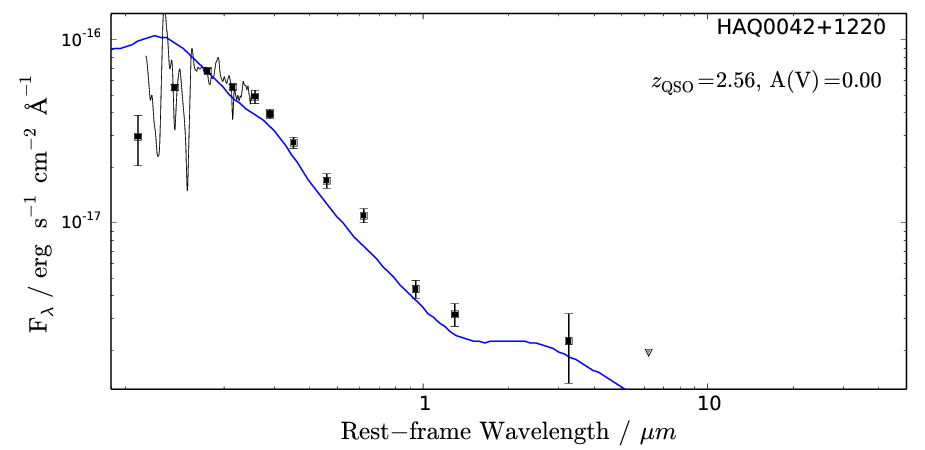 HAQ0042+1220
z_QSO=2.56, A(V)=0.00
10^-16
10^-17
F_λ / erg s^−1 cm^−2 Å^−1
1 10
Rest−frame Wavelength / μm